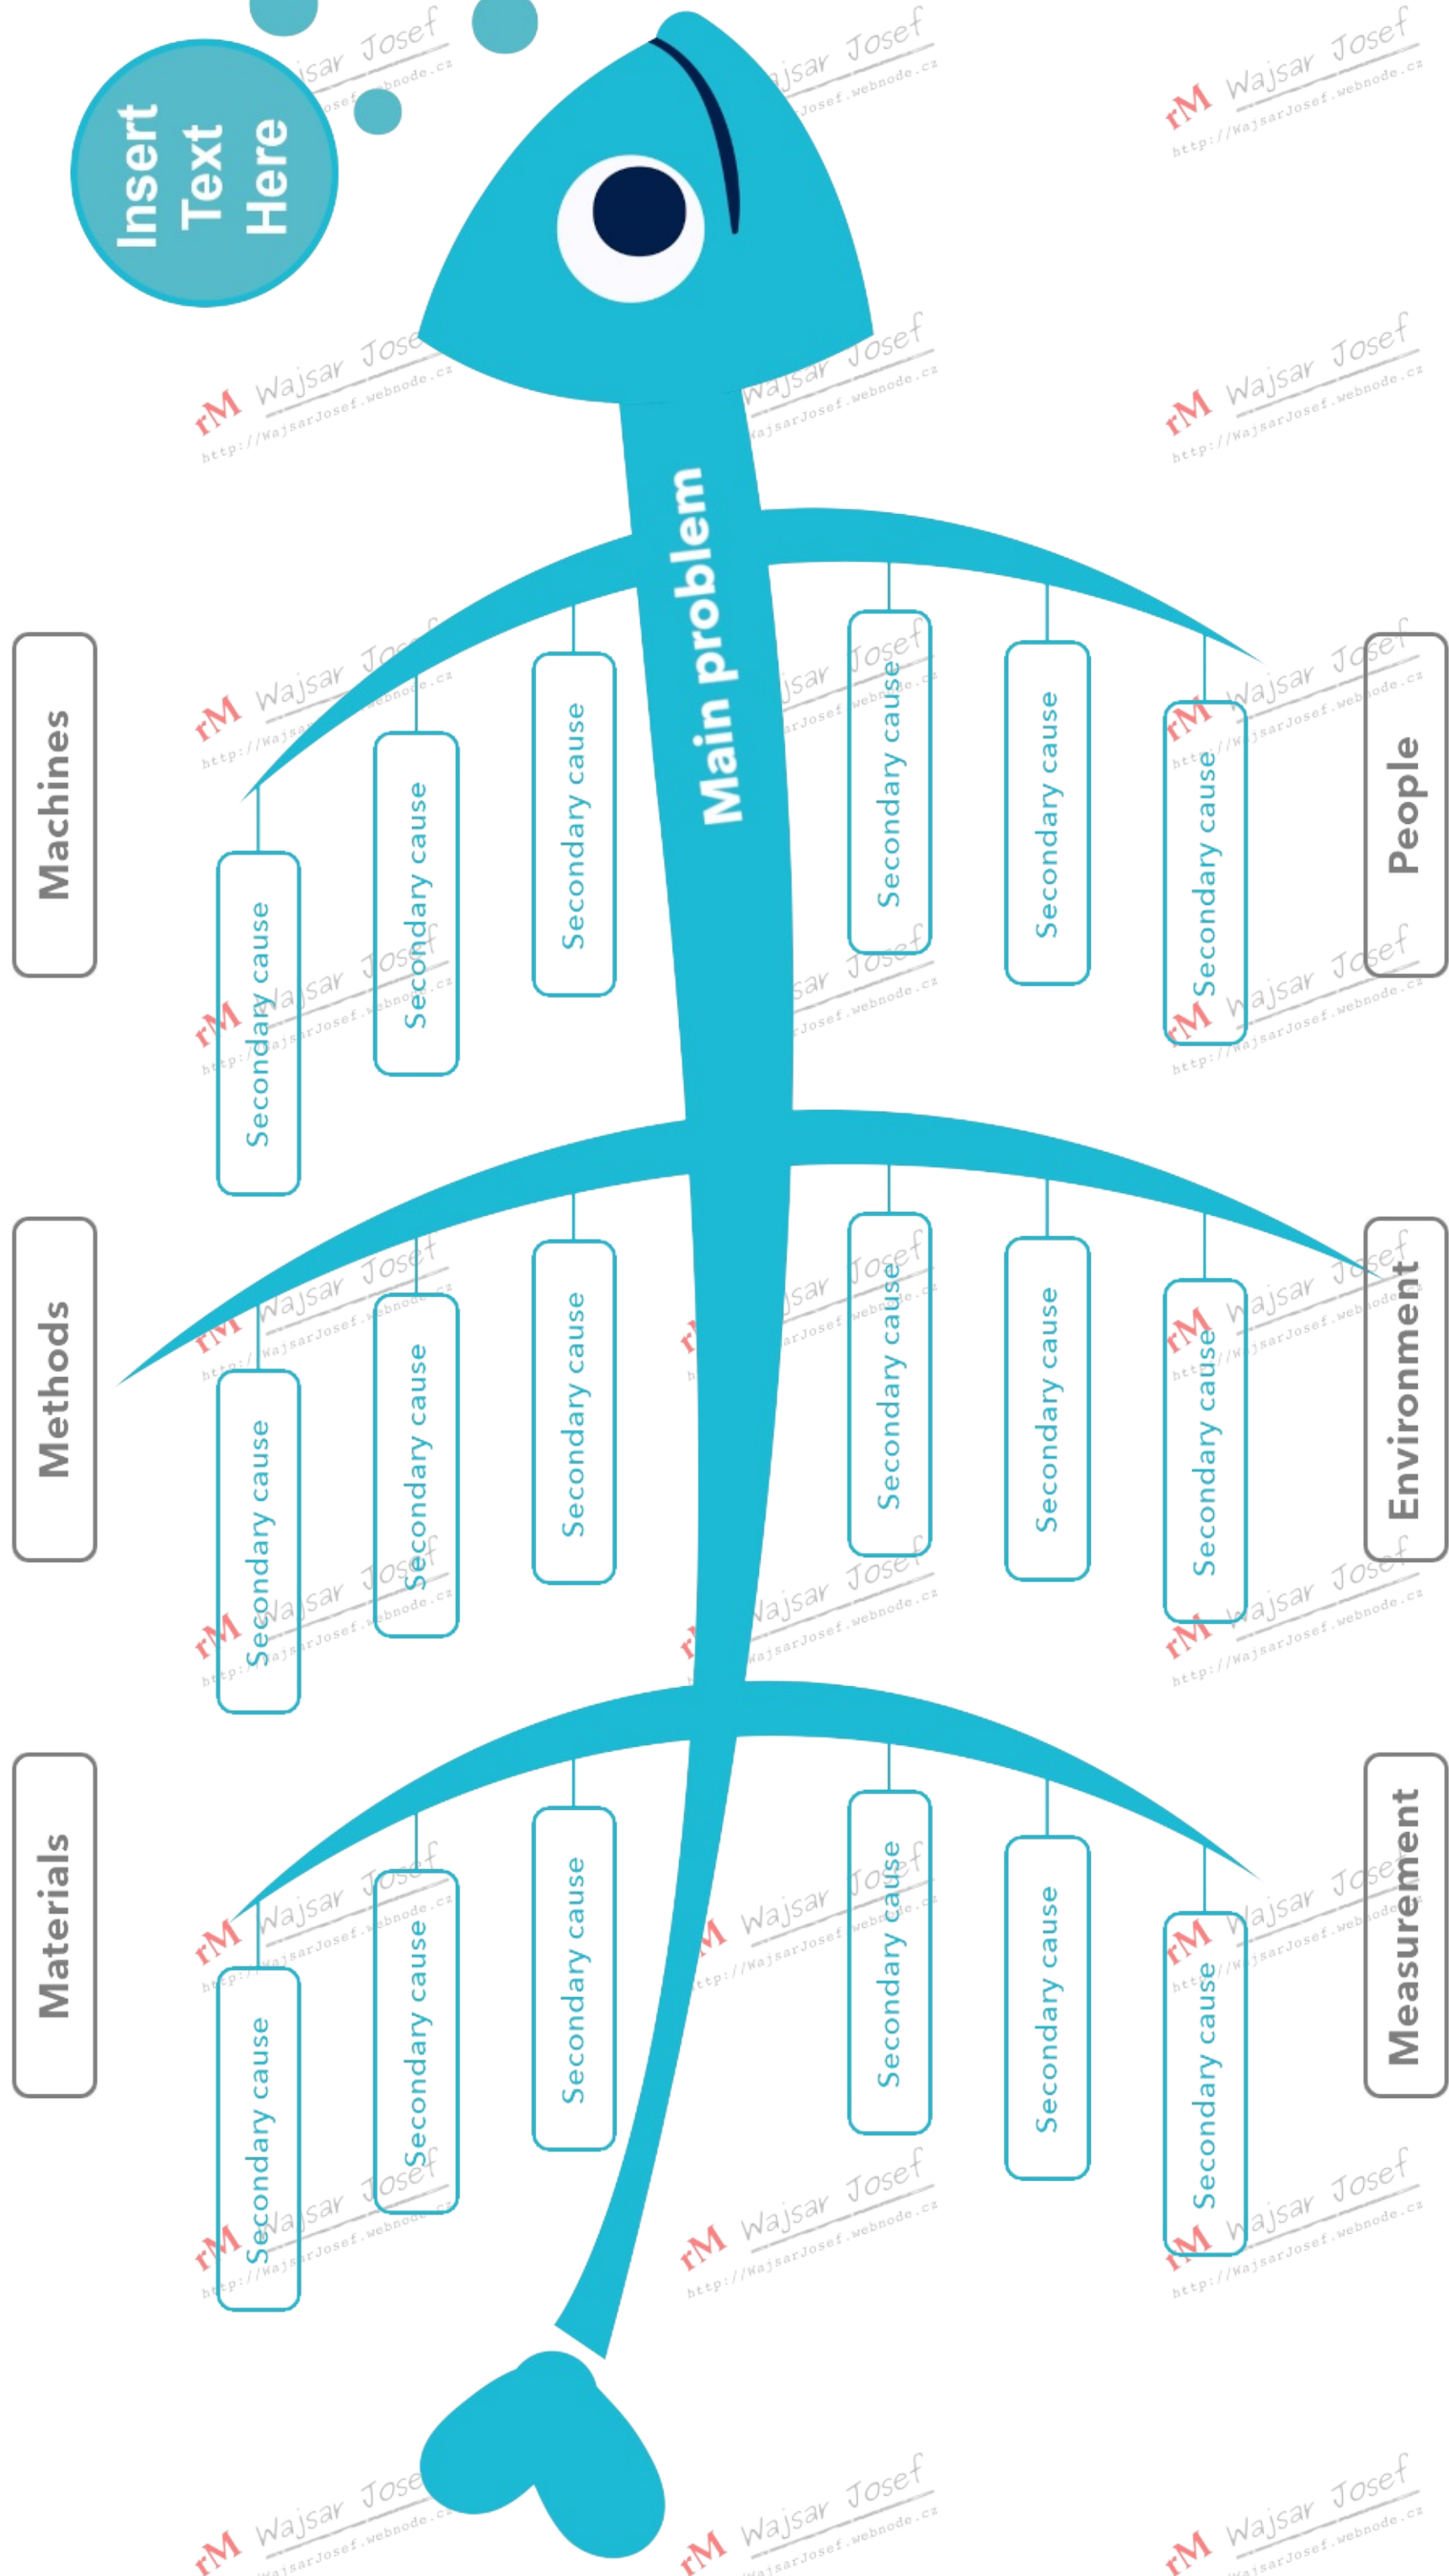 Insert
Text
Here
Materials
Methods
Machines
Secondary cause
Secondary cause
Secondary cause
Secondary cause
Secondary cause
Secondary cause
Secondary cause
Secondary cause
Secondary cause
Main problem
Secondary cause
Secondary cause
Secondary cause
Secondary cause
Secondary cause
Secondary cause
Secondary cause
Secondary cause
Secondary cause
Measurement
Environment
People
rM Wajsar Josef
http://WajsarJosef.webnode.cz